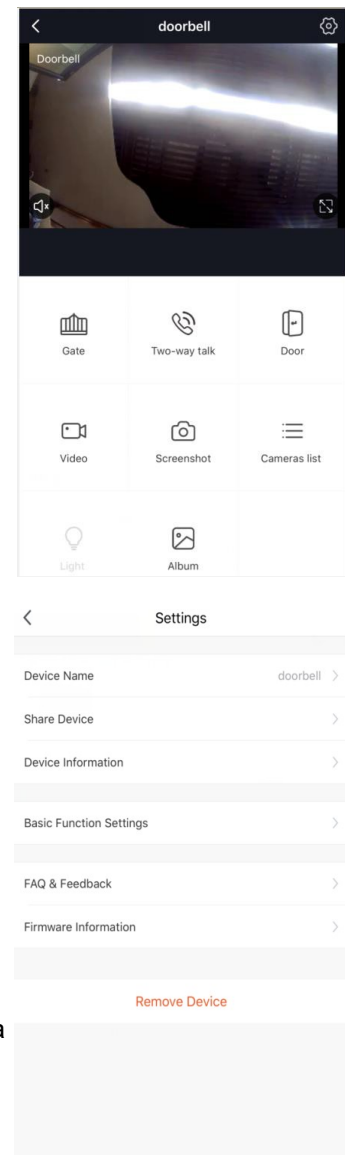 doorbell
Doorbell
Gate
Two-way talk
Door
Video
Screenshot
Cameras list
Light
Album
Settings
Device Name
doorbell
Share Device
Device Information
Basic Function Settings
FAQ & Feedback
Firmware Information
Remove Device
a